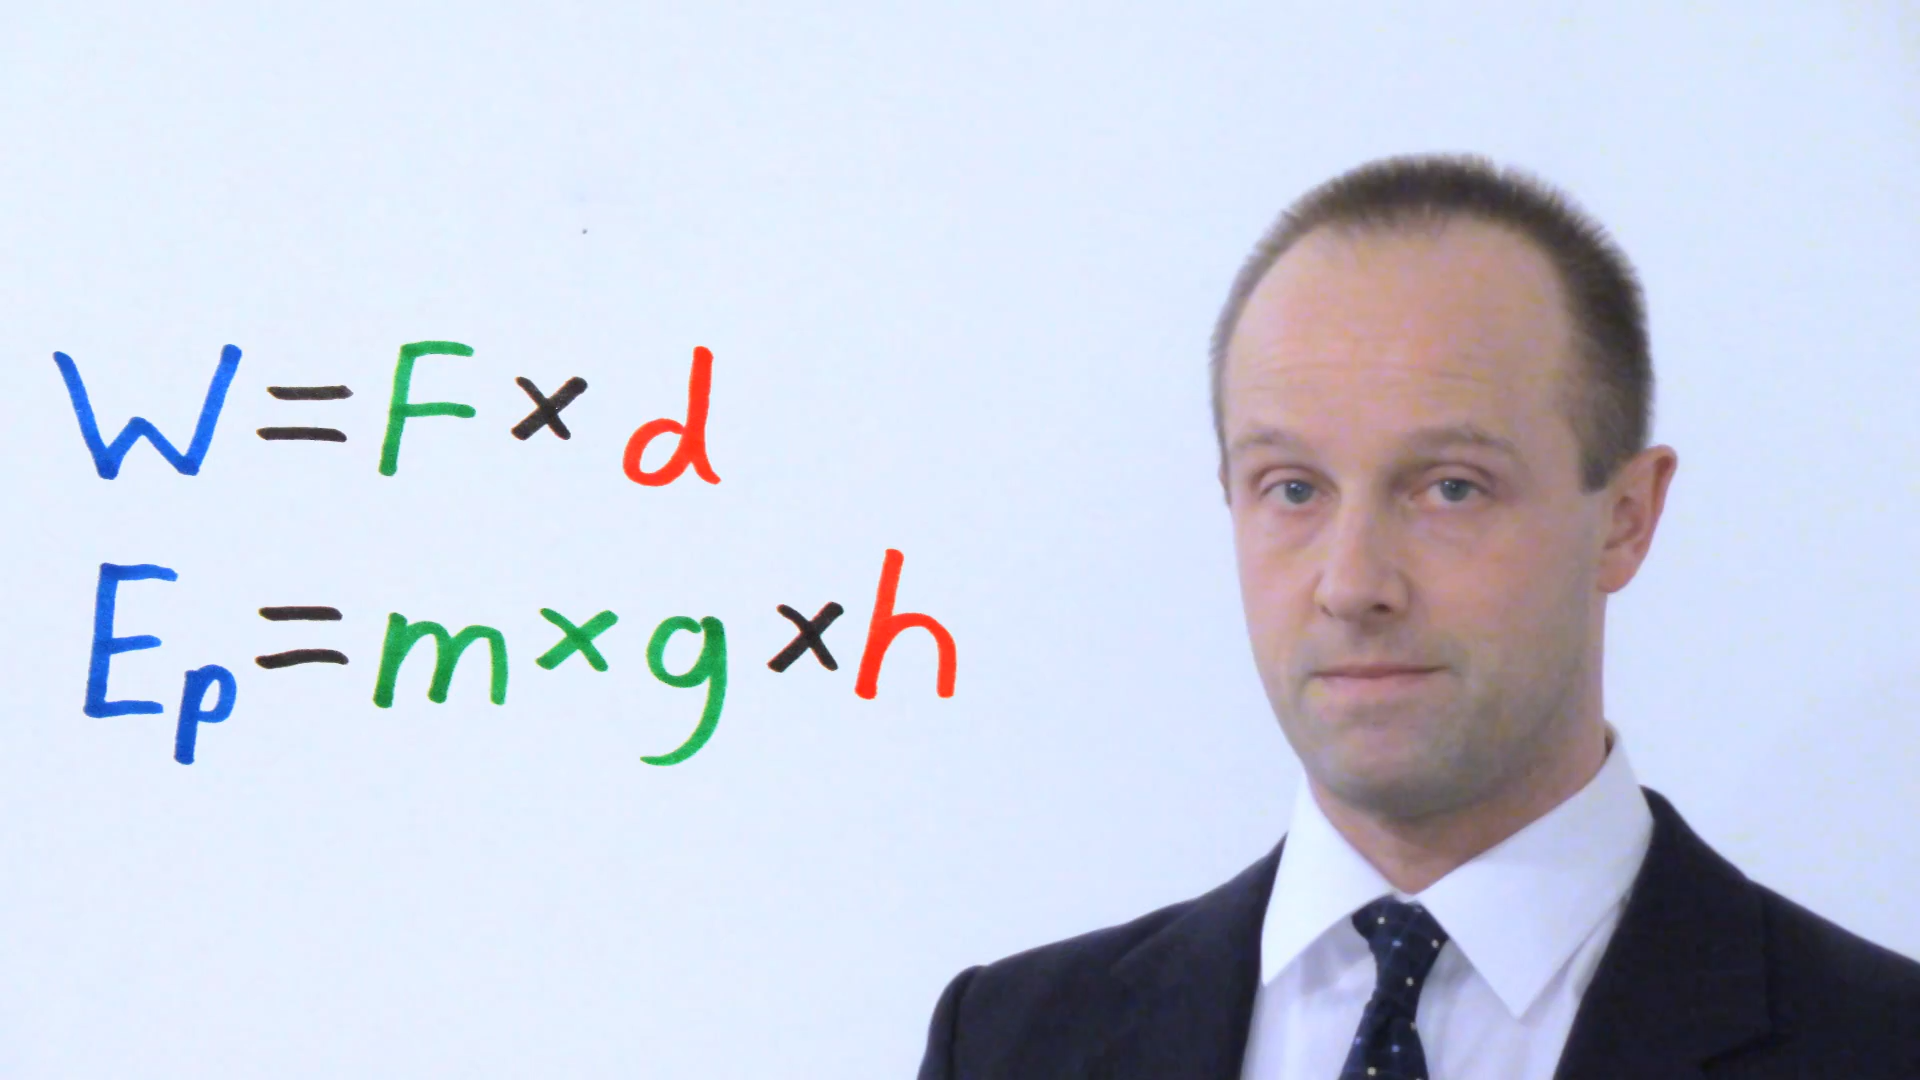 W = F × d
Ep = m × g × h